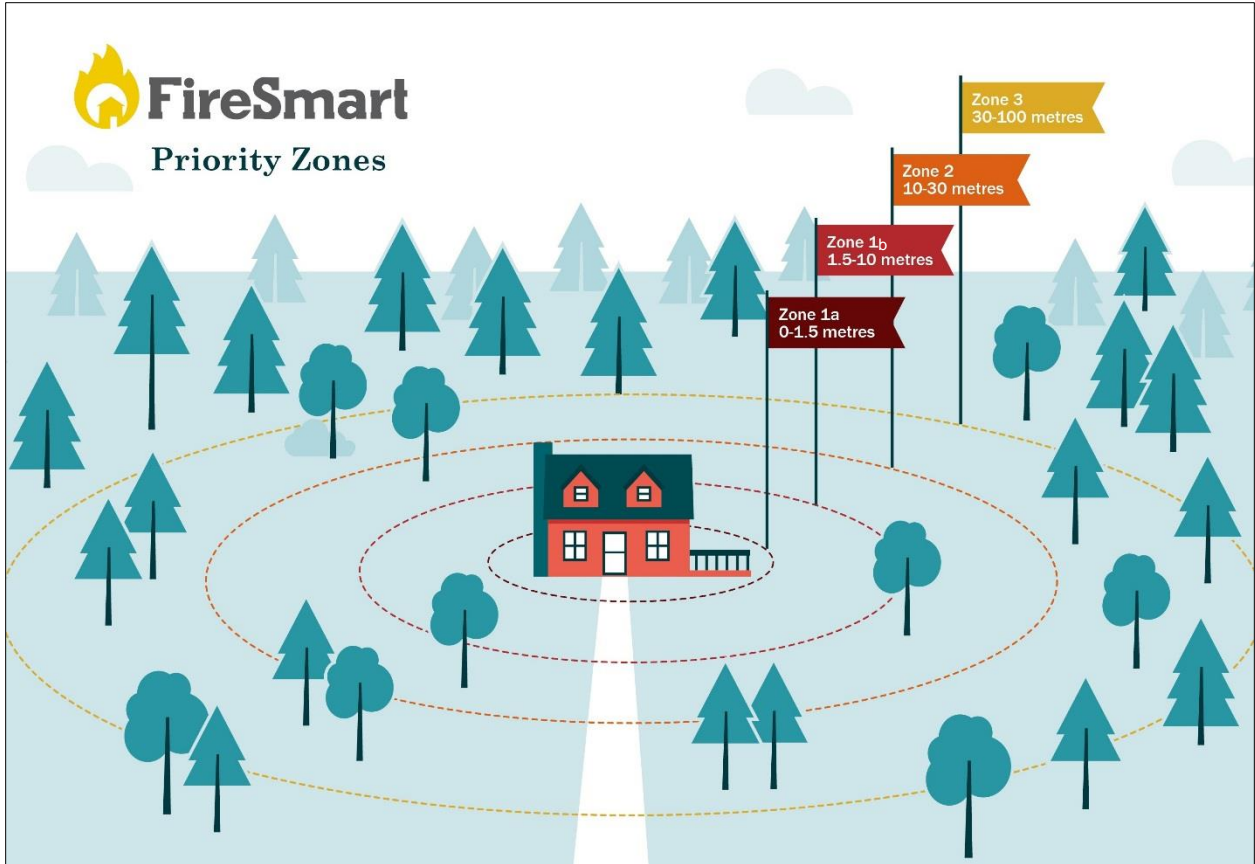 FireSmart
Priority Zones
Zone 3
30-100 metres
Zone 2
10-30 metres
Zone 1b
1.5-10 metres
Zone 1a
0-1.5 metres